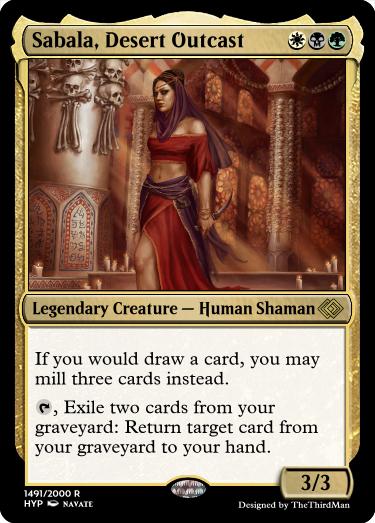 Sabala, Desert Outcast
Legendary Creature — Human Shaman
If you would draw a card, you may
mill three cards instead.
, Exile two cards from your
graveyard: Return target card from
your graveyard to your hand.
3/3
1491/2000 R
HYP NAVATE
Designed by TheThirdMan